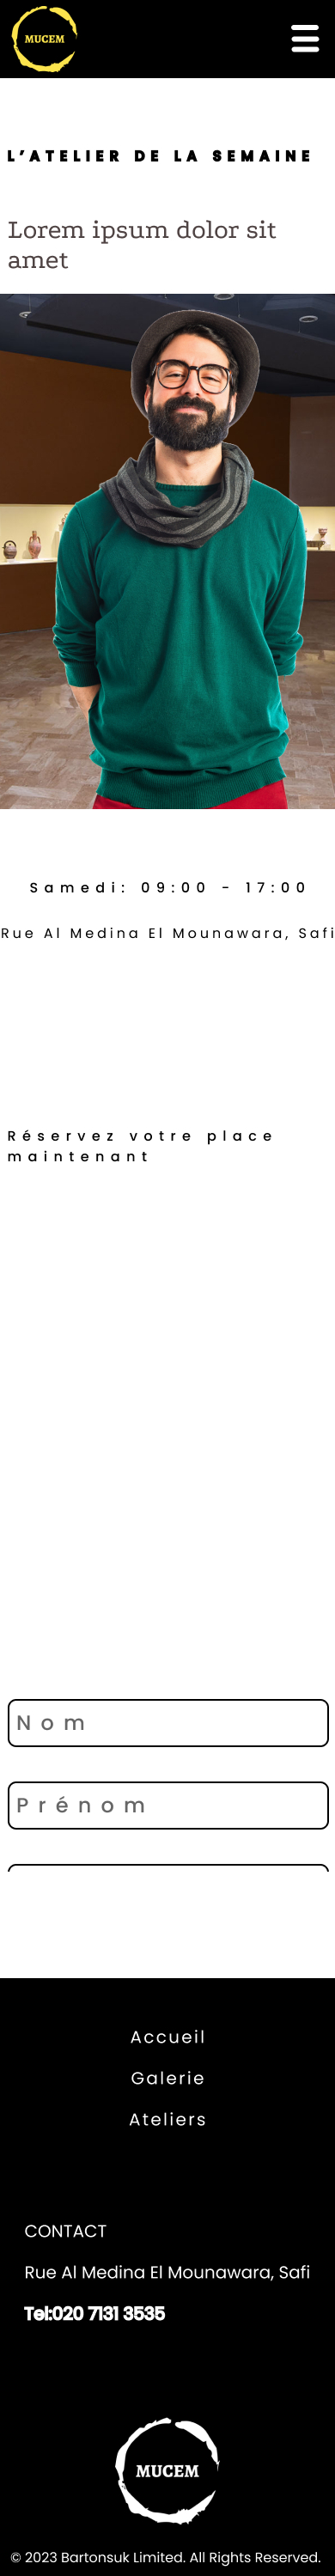 MUCEM
L’ATELIER DE LA SEMAINE
Lorem ipsum dolor sit
amet
Samedi: 09:00 - 17:00
Rue Al Medina El Mounawara, Safi
Réservez votre place
maintenant
Nom
Prénom
Accueil
Galerie
Ateliers
CONTACT
Rue Al Medina El Mounawara, Safi
Tel:020 7131 3535
MUCEM
© 2023 Bartonsuk Limited. All Rights Reserved.